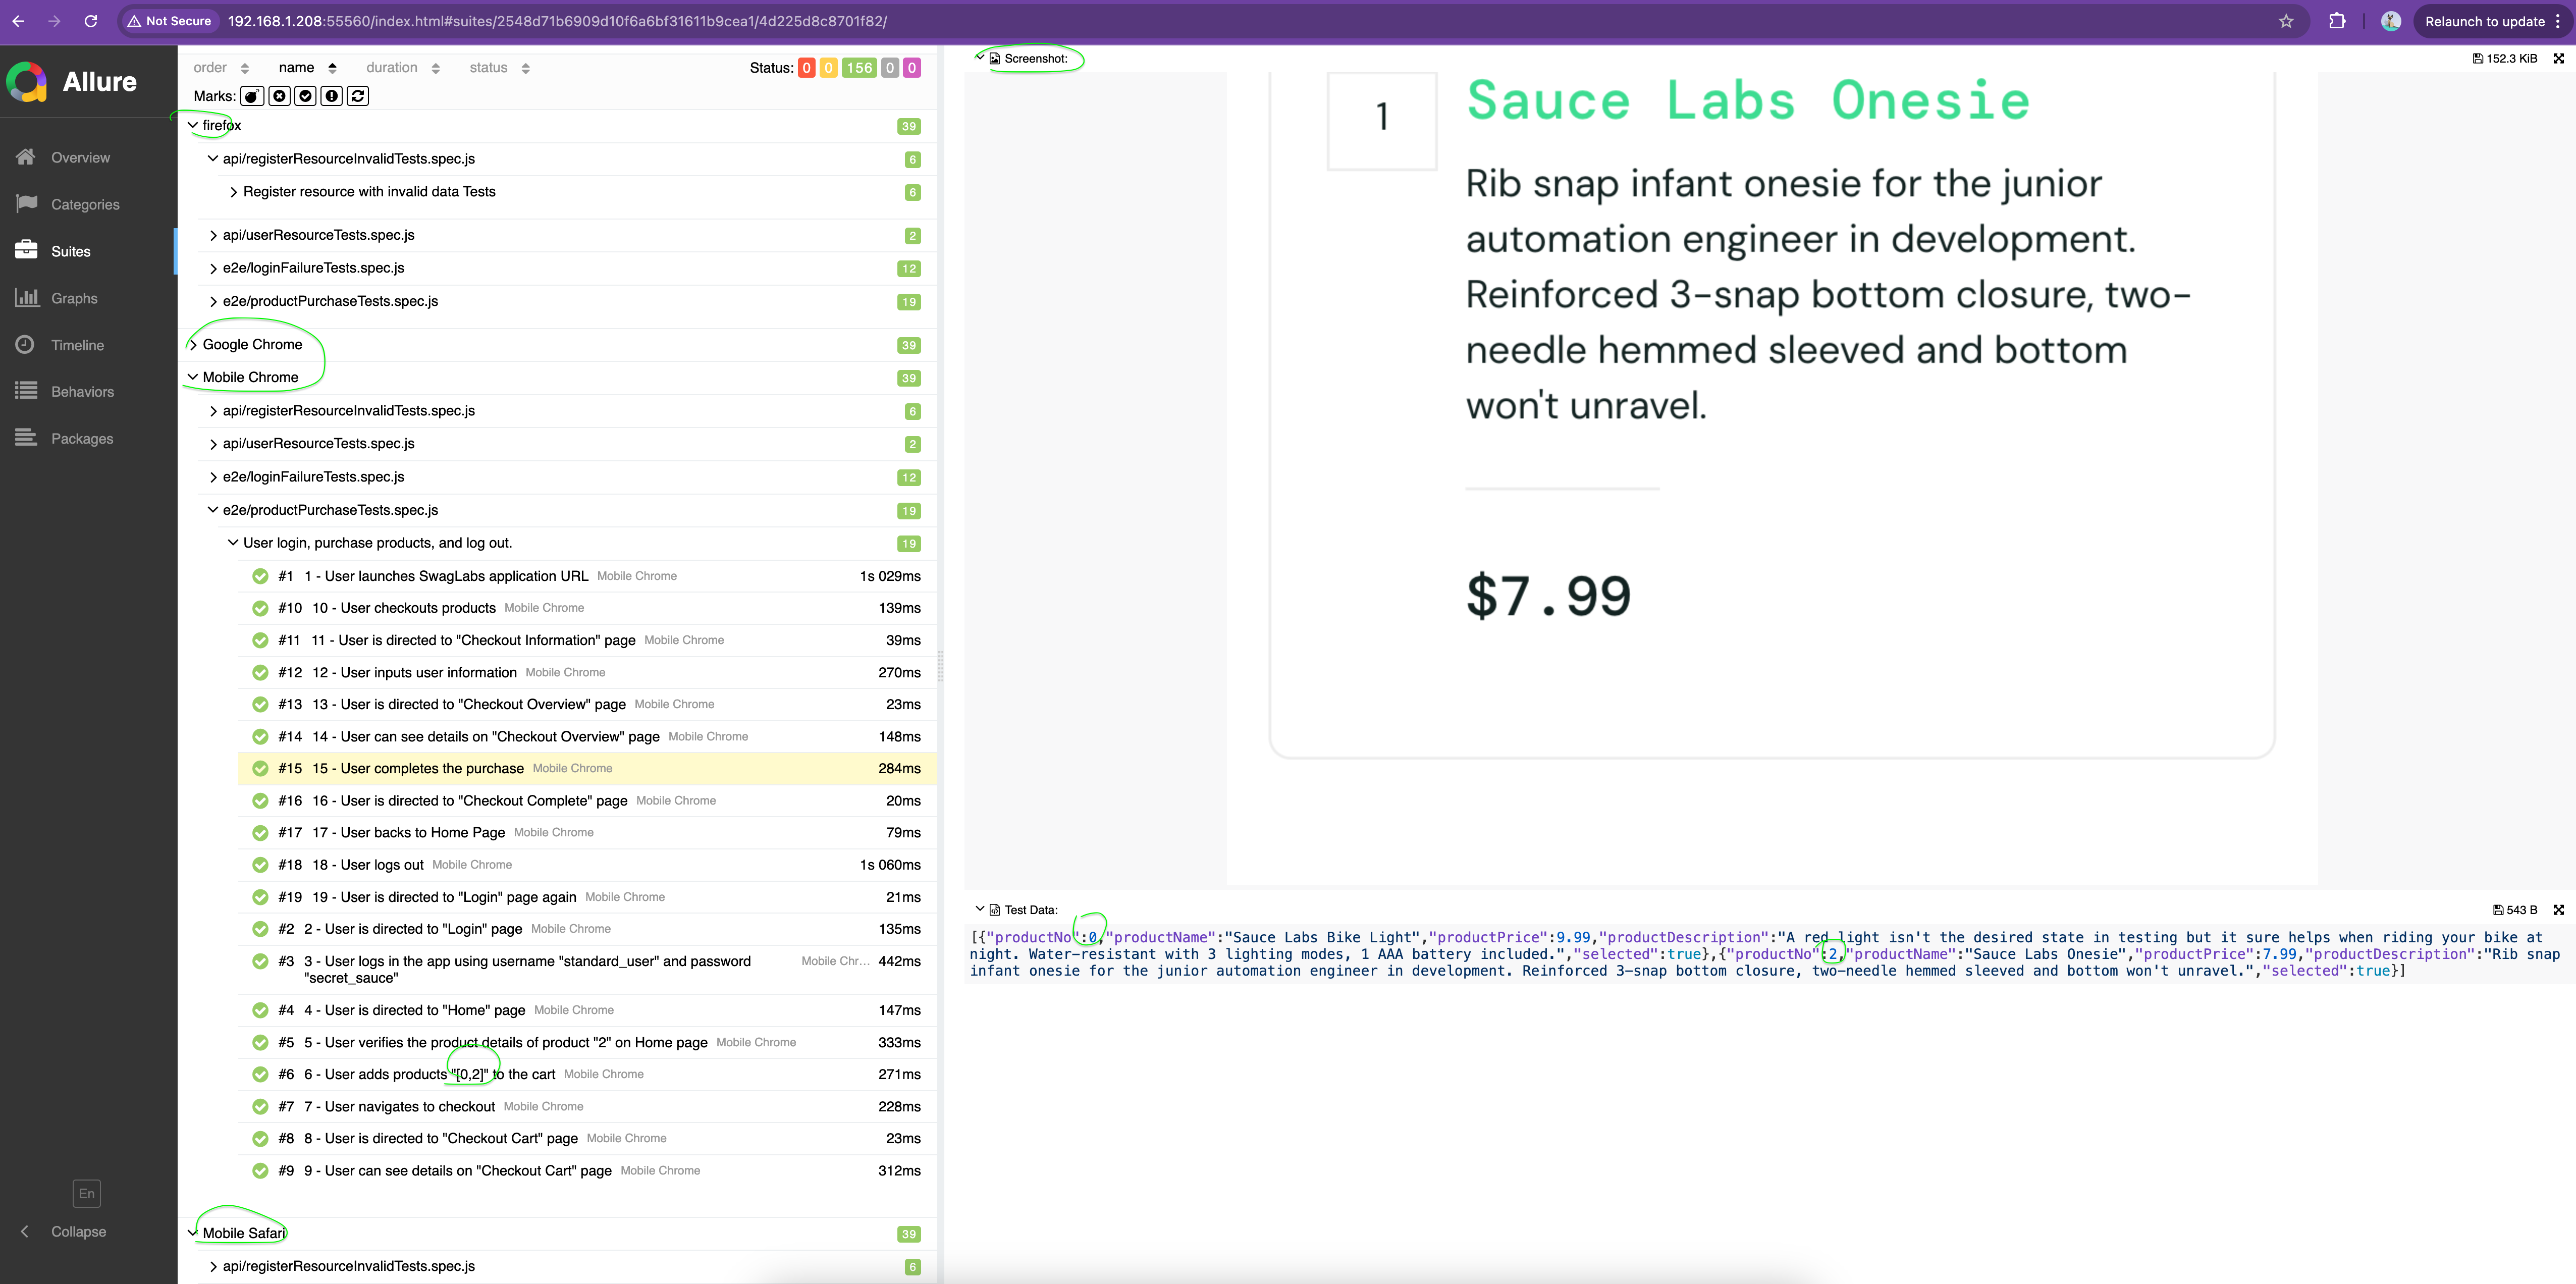 Not Secure 192.168.1.208:55560/index.html#suites/2548d71b6909d10f6a6bf31611b9cea1/4d225d8c8701f82/ Relaunch to update
Allure
Overview
Categories
Suites
Graphs
Timeline
Behaviors
Packages
En
Collapse
order name duration status Status: 0 0 156 0 0
Marks:
firefox 39
api/registerResourceInvalidTests.spec.js 6
Register resource with invalid data Tests 6
api/userResourceTests.spec.js 2
e2e/loginFailureTests.spec.js 12
e2e/productPurchaseTests.spec.js 19
Google Chrome 39
Mobile Chrome 39
api/registerResourceInvalidTests.spec.js 6
api/userResourceTests.spec.js 2
e2e/loginFailureTests.spec.js 12
e2e/productPurchaseTests.spec.js 19
User login, purchase products, and log out. 19
#1 1 - User launches SwagLabs application URL Mobile Chrome 1s 029ms
#10 10 - User checkouts products Mobile Chrome 139ms
#11 11 - User is directed to "Checkout Information" page Mobile Chrome 39ms
#12 12 - User inputs user information Mobile Chrome 270ms
#13 13 - User is directed to "Checkout Overview" page Mobile Chrome 23ms
#14 14 - User can see details on "Checkout Overview" page Mobile Chrome 148ms
#15 15 - User completes the purchase Mobile Chrome 284ms
#16 16 - User is directed to "Checkout Complete" page Mobile Chrome 20ms
#17 17 - User backs to Home Page Mobile Chrome 79ms
#18 18 - User logs out Mobile Chrome 1s 060ms
#19 19 - User is directed to "Login" page again Mobile Chrome 21ms
#2 2 - User is directed to "Login" page Mobile Chrome 135ms
#3 3 - User logs in the app using username "standard_user" and password Mobile Chr... 442ms
"secret_sauce"
#4 4 - User is directed to "Home" page Mobile Chrome 147ms
#5 5 - User verifies the product details of product "2" on Home page Mobile Chrome 333ms
#6 6 - User adds products "[0,2]" to the cart Mobile Chrome 271ms
#7 7 - User navigates to checkout Mobile Chrome 228ms
#8 8 - User is directed to "Checkout Cart" page Mobile Chrome 23ms
#9 9 - User can see details on "Checkout Cart" page Mobile Chrome 312ms
Mobile Safari 39
api/registerResourceInvalidTests.spec.js 6
Screenshot: 152.3 KiB
1 Sauce Labs Onesie
Rib snap infant onesie for the junior
automation engineer in development.
Reinforced 3-snap bottom closure, two-
needle hemmed sleeved and bottom
won't unravel.
$7.99
Test Data: 543 B
[{"productNo":0,"productName":"Sauce Labs Bike Light","productPrice":9.99,"productDescription":"A red light isn't the desired state in testing but it sure helps when riding your bike at
night. Water-resistant with 3 lighting modes, 1 AAA battery included.","selected":true},{"productNo":2,"productName":"Sauce Labs Onesie","productPrice":7.99,"productDescription":"Rib snap
infant onesie for the junior automation engineer in development. Reinforced 3-snap bottom closure, two-needle hemmed sleeved and bottom won't unravel.","selected":true}]